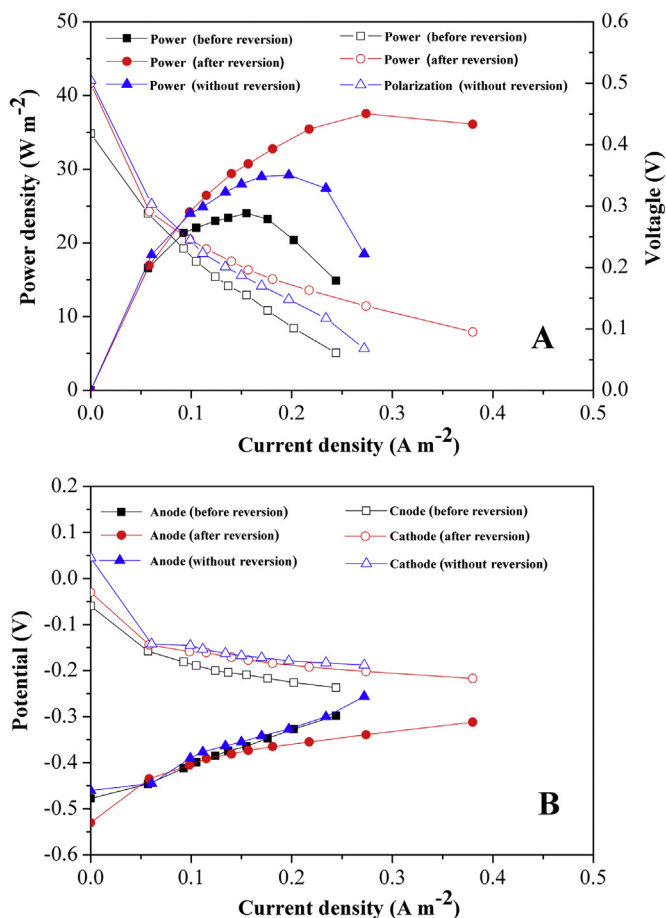 50
40
30
20
10
0
Power density (W m-2)
0.6
0.5
0.4
0.3
0.2
0.1
0.0
Voltagle (V)
Power (before reversion)
Power (after reversion)
Power (without reversion)
Power (before reversion)
Power (after reversion)
Polarization (without reversion)
A
0.0 0.1 0.2 0.3 0.4 0.5
Current density (A m-2)
0.2
0.1
0.0
-0.1
-0.2
-0.3
-0.4
-0.5
-0.6
Potential (V)
Anode (before reversion)
Anode (after reversion)
Anode (without reversion)
Cnode (before reversion)
Cathode (after reversion)
Cathode (without reversion)
B
0.0 0.1 0.2 0.3 0.4 0.5
Current density (A m-2)